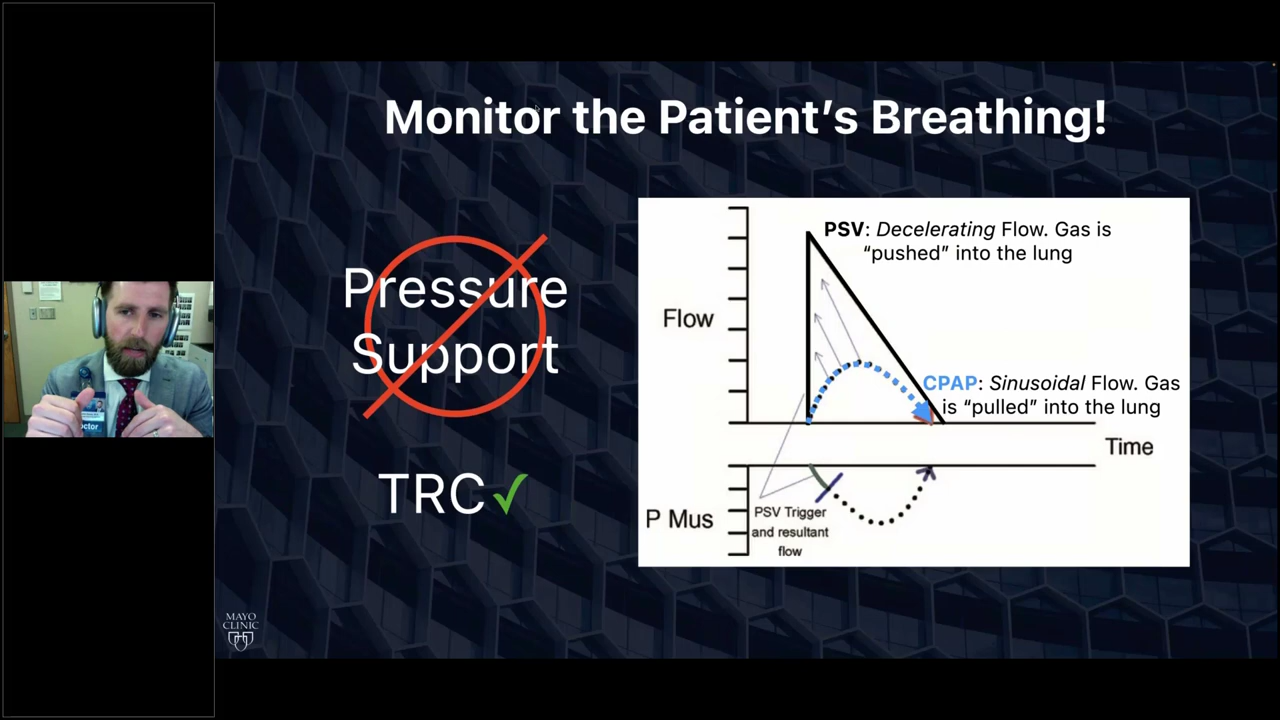 Monitor the Patient’s Breathing!
Pressure
Support
TRC✓
PSV: Decelerating Flow. Gas is
“pushed” into the lung
Flow
CPAP: Sinusoidal Flow. Gas
is “pulled” into the lung
Time
P Mus
PSV Trigger
and resultant
flow
MAYO
CLINIC